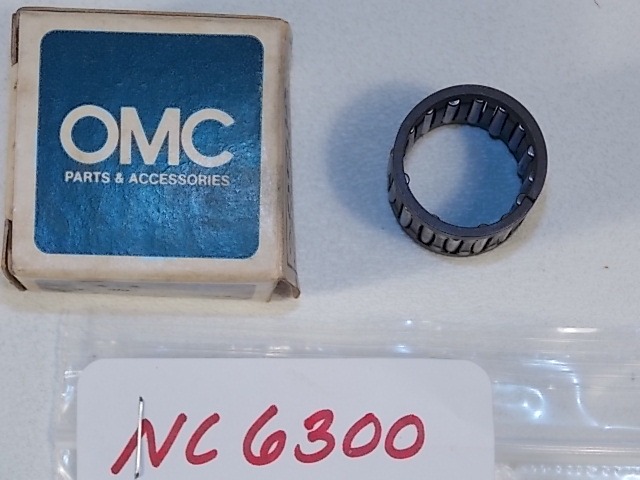 OMC
PARTS & ACCESSORIES
NC 6300